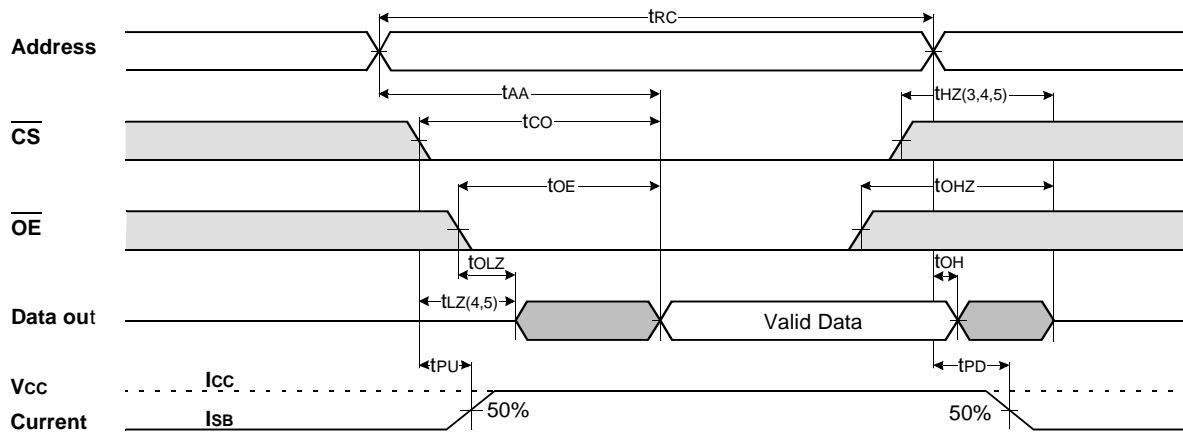 tRC
Address
tAA
tHZ(3,4,5)
CS
tCO
tOE
tOHZ
OE
tOLZ
tOH
tLZ(4,5)
Data out
Valid Data
tPU
tPD
VCC
ICC
50%
50%
Current
ISB